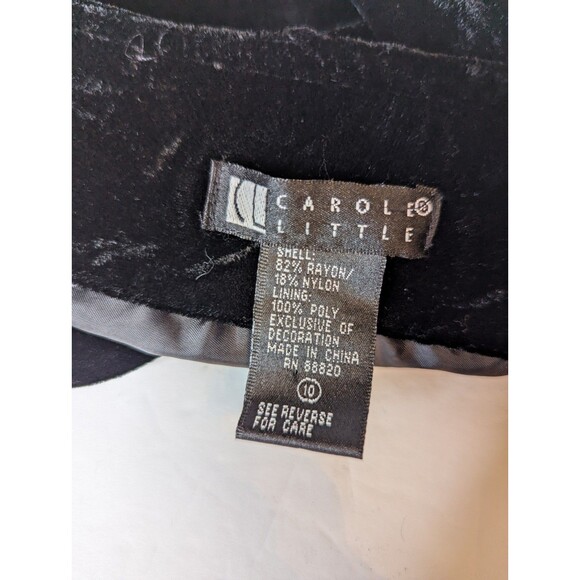 CL CAROLE®
LITTLE
SHELL:
82% RAYON/
18% NYLON
LINING:
100% POLY
EXCLUSIVE OF
DECORATION
MADE IN CHINA
RN 88820
10
SEE REVERSE
FOR CARE